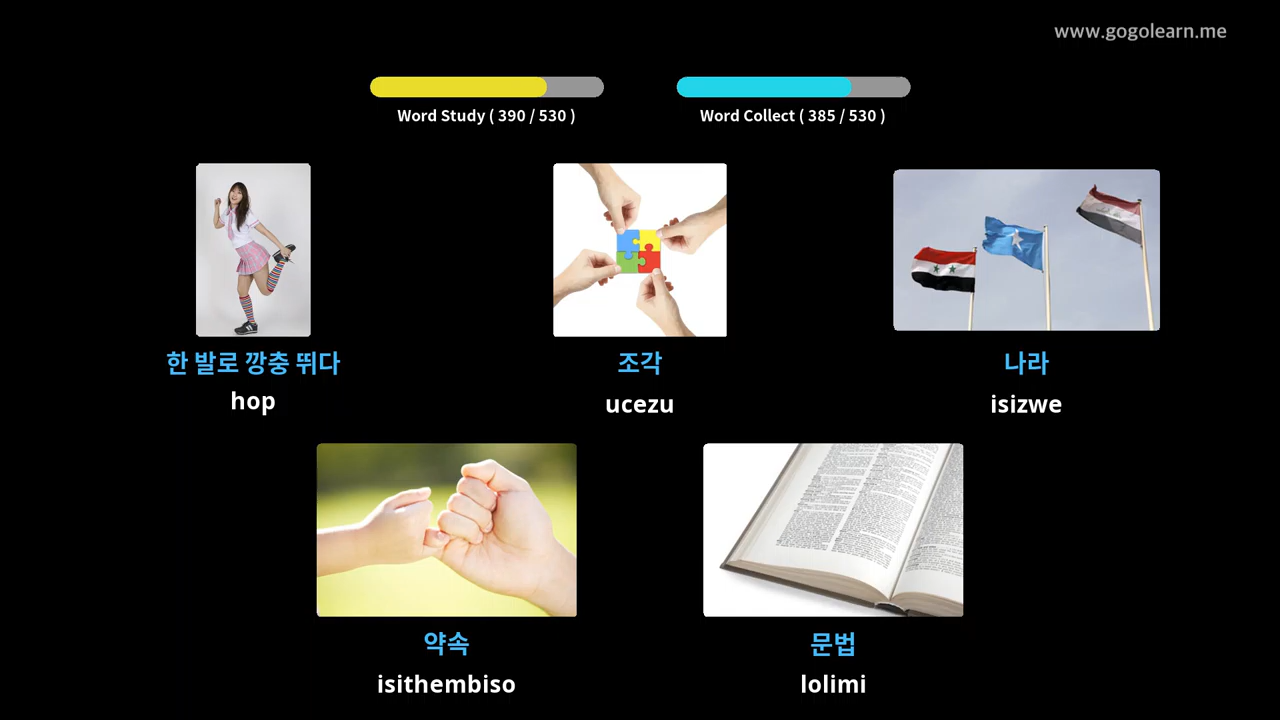 www.gogolearn.me
Word Study ( 390 / 530 )
Word Collect ( 385 / 530 )
한 발로 깡충 뛰다
hop
조각
ucezu
나라
isizwe
약속
isithembiso
문법
lolimi